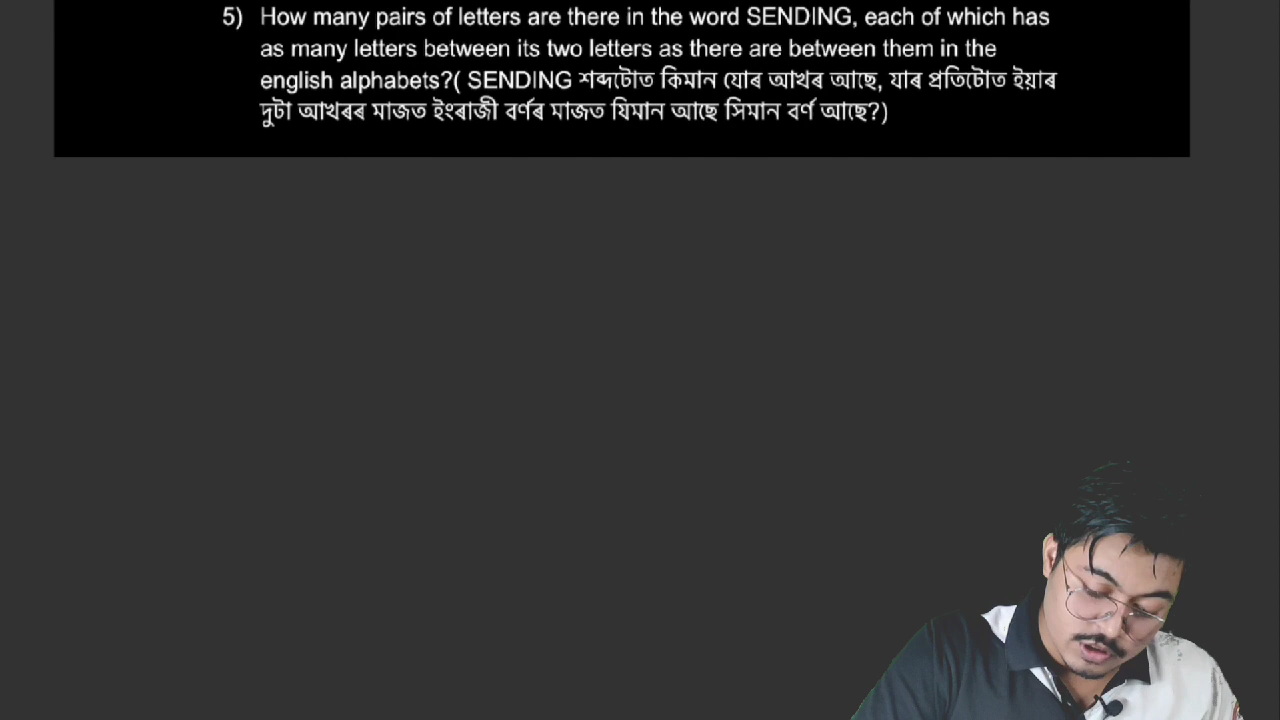 5) How many pairs of letters are there in the word SENDING, each of which has
as many letters between its two letters as there are between them in the
english alphabets?( SENDING শব্দটোত কিমান যোৰ আখৰ আছে, যাৰ প্ৰতিটোত ইয়াৰ
দুটা আখৰৰ মাজত ইংৰাজী বৰ্ণৰ মাজত যিমান আছে সিমান বৰ্ণ আছে?)